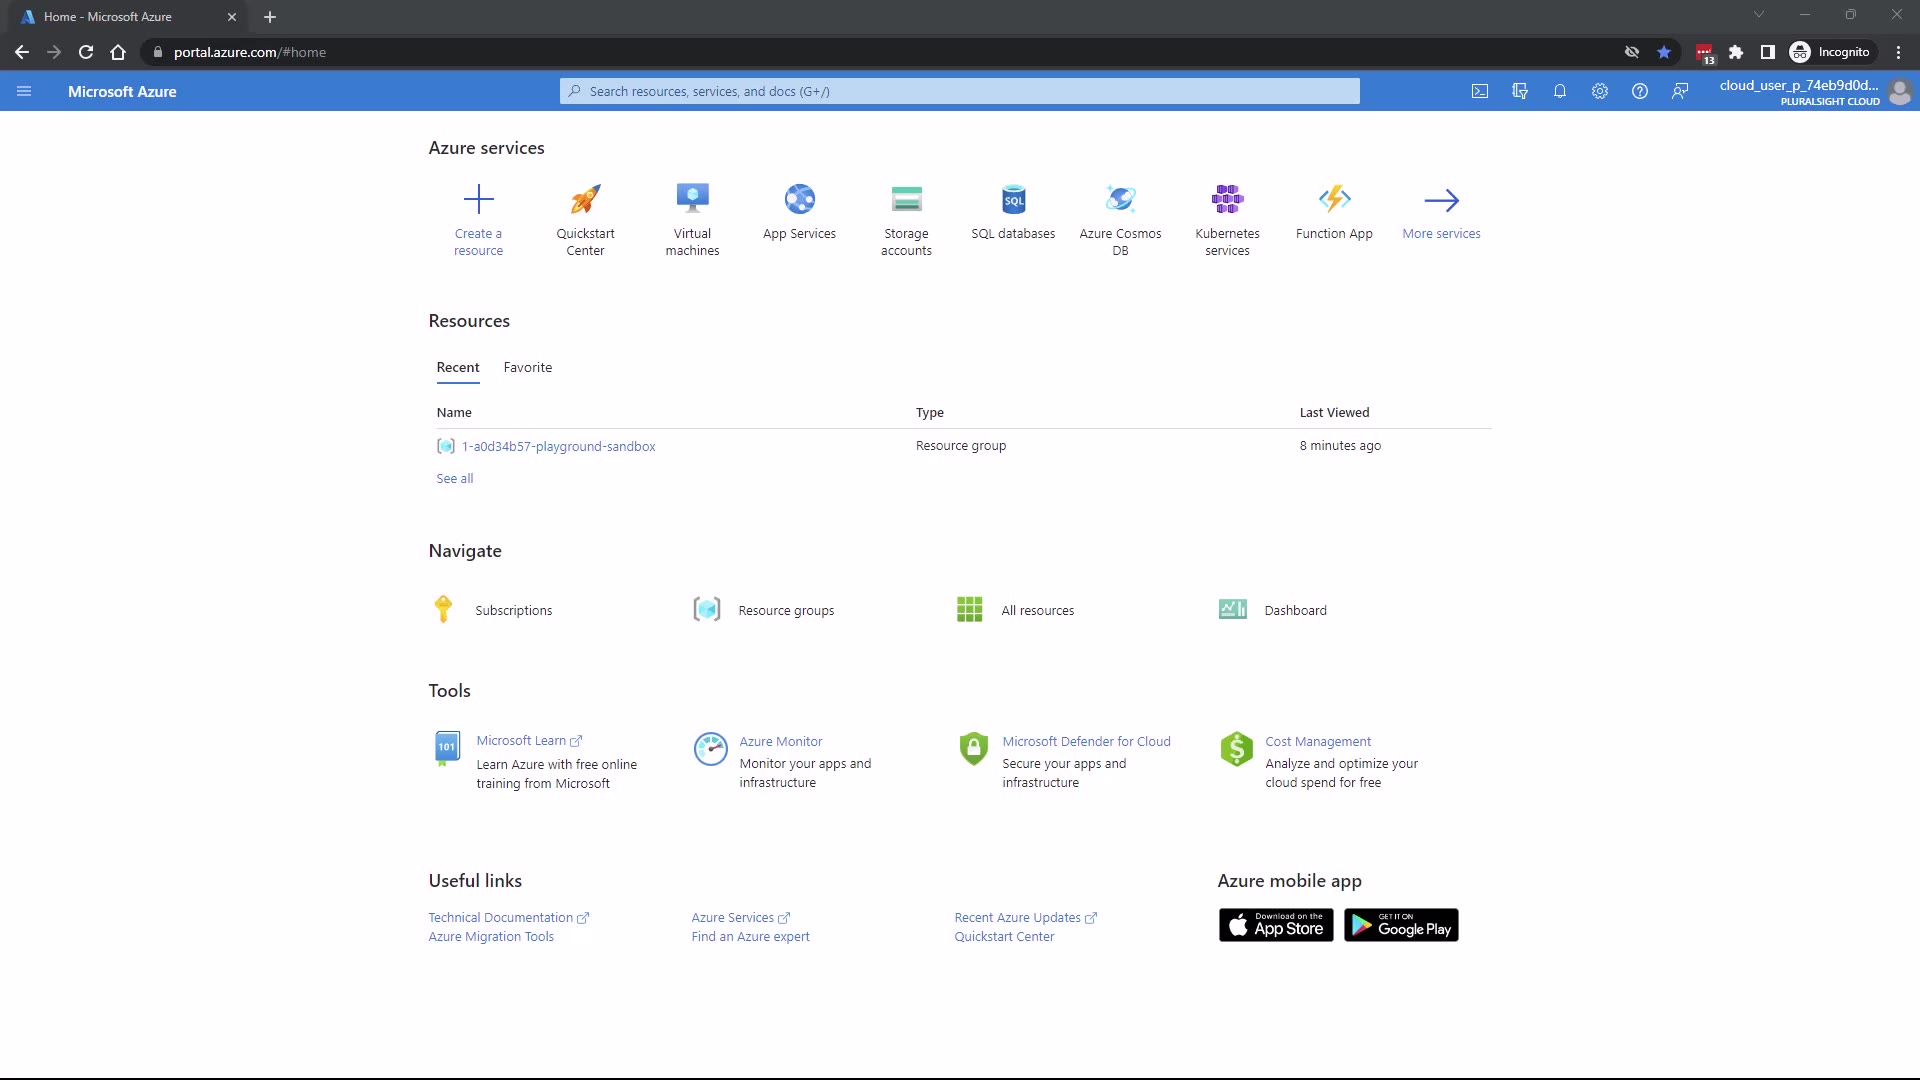 Home - Microsoft Azure
portal.azure.com/#home
13
Incognito
Microsoft Azure
Search resources, services, and docs (G+/)
cloud_user_p_74eb9d0d...
PLURALSIGHT CLOUD
Azure services
Create a
resource
Quickstart
Center
Virtual
machines
App Services
Storage
accounts
SQL
SQL databases
Azure Cosmos
DB
Kubernetes
services
Function App
More services
Resources
Recent
Favorite
Name
Type
Last Viewed
1-a0d34b57-playground-sandbox
Resource group
8 minutes ago
See all
Navigate
Subscriptions
Resource groups
All resources
Dashboard
Tools
101
Microsoft Learn
Learn Azure with free online
training from Microsoft
Azure Monitor
Monitor your apps and
infrastructure
Microsoft Defender for Cloud
Secure your apps and
infrastructure
$
Cost Management
Analyze and optimize your
cloud spend for free
Useful links
Technical Documentation
Azure Migration Tools
Azure Services
Find an Azure expert
Recent Azure Updates
Quickstart Center
Azure mobile app
Download on the
App Store
GET IT ON
Google Play